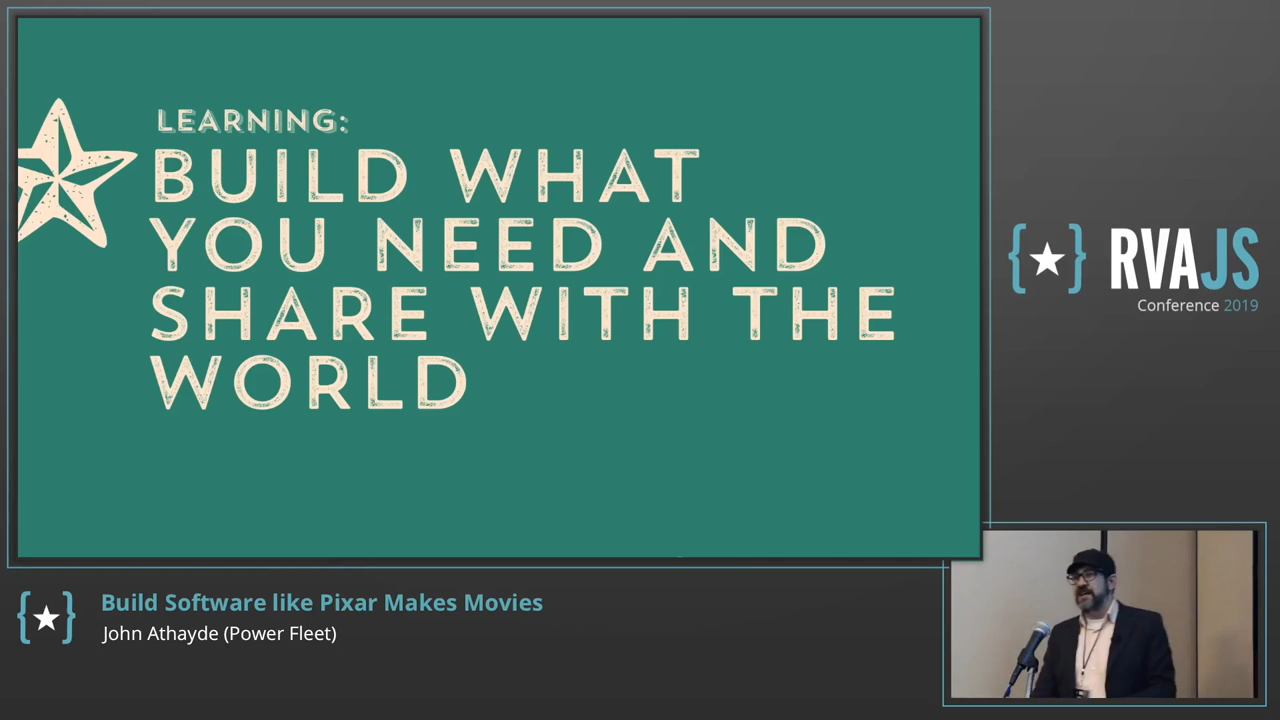 LEARNING:
BUILD WHAT
YOU NEED AND
SHARE WITH THE
WORLD
{★} RVAJS
Conference 2019
{★} Build Software like Pixar Makes Movies
John Athayde (Power Fleet)